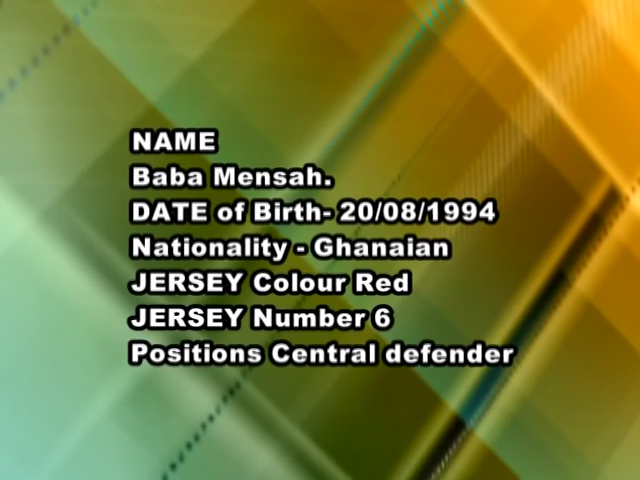 NAME
Baba Mensah.
DATE of Birth- 20/08/1994
Nationality - Ghanaian
JERSEY Colour Red
JERSEY Number 6
Positions Central defender